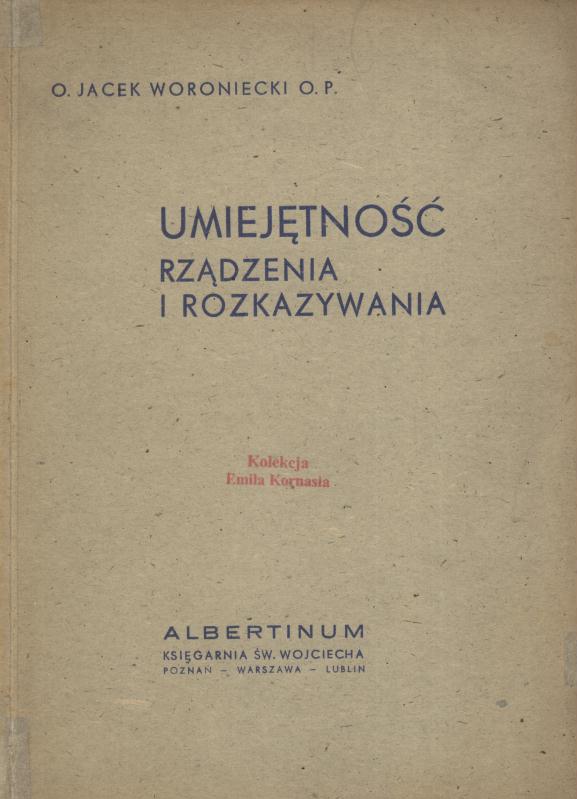 O. JACEK WORONIECKI O. P.
UMIEJĘTNOŚĆ
RZĄDZENIA
I ROZKAZYWANIA
Kolekcja
Emila Kornasia
ALBERTINUM
KSIĘGARNIA ŚW. WOJCIECHA
POZNAŃ – WARSZAWA – LUBLIN